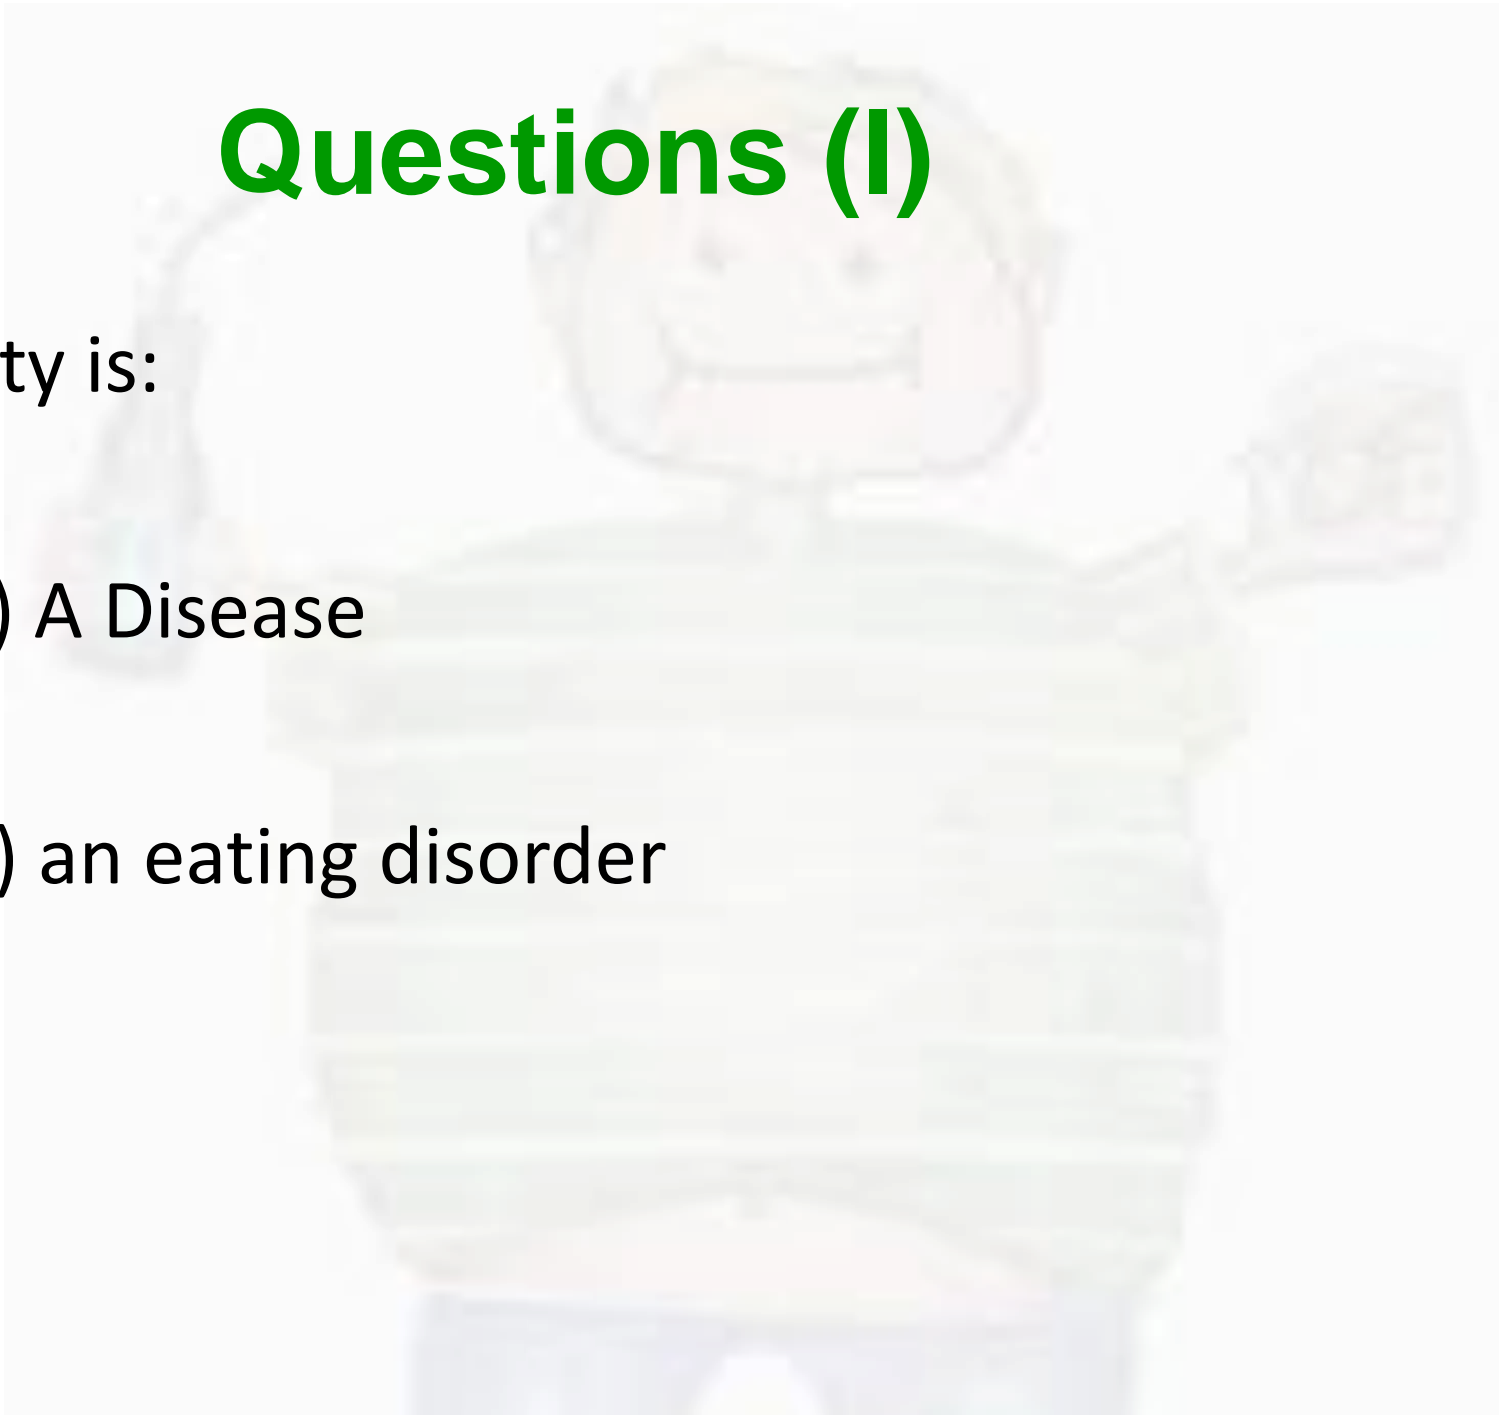 Questions (I)
ty is:
) A Disease
) an eating disorder